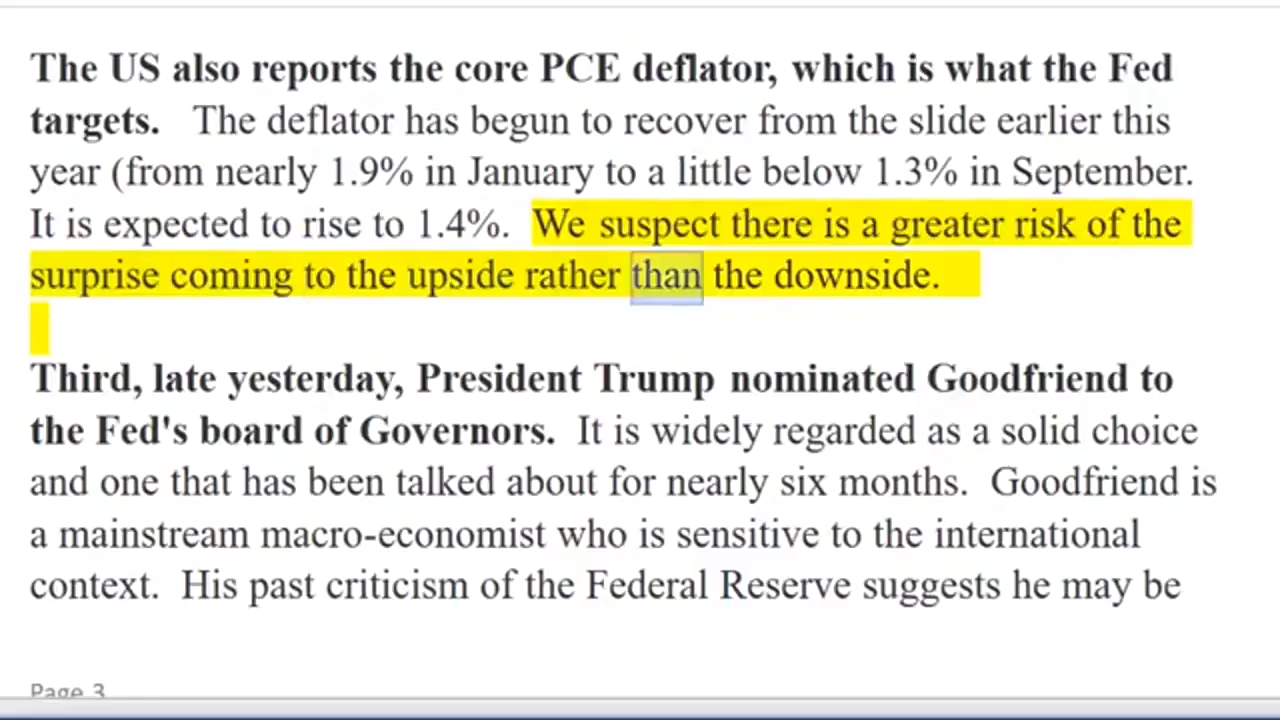 The US also reports the core PCE deflator, which is what the Fed
targets.   The deflator has begun to recover from the slide earlier this
year (from nearly 1.9% in January to a little below 1.3% in September.
It is expected to rise to 1.4%.  We suspect there is a greater risk of the
surprise coming to the upside rather than the downside.
Third, late yesterday, President Trump nominated Goodfriend to
the Fed's board of Governors.  It is widely regarded as a solid choice
and one that has been talked about for nearly six months.  Goodfriend is
a mainstream macro-economist who is sensitive to the international
context.  His past criticism of the Federal Reserve suggests he may be
Page 3